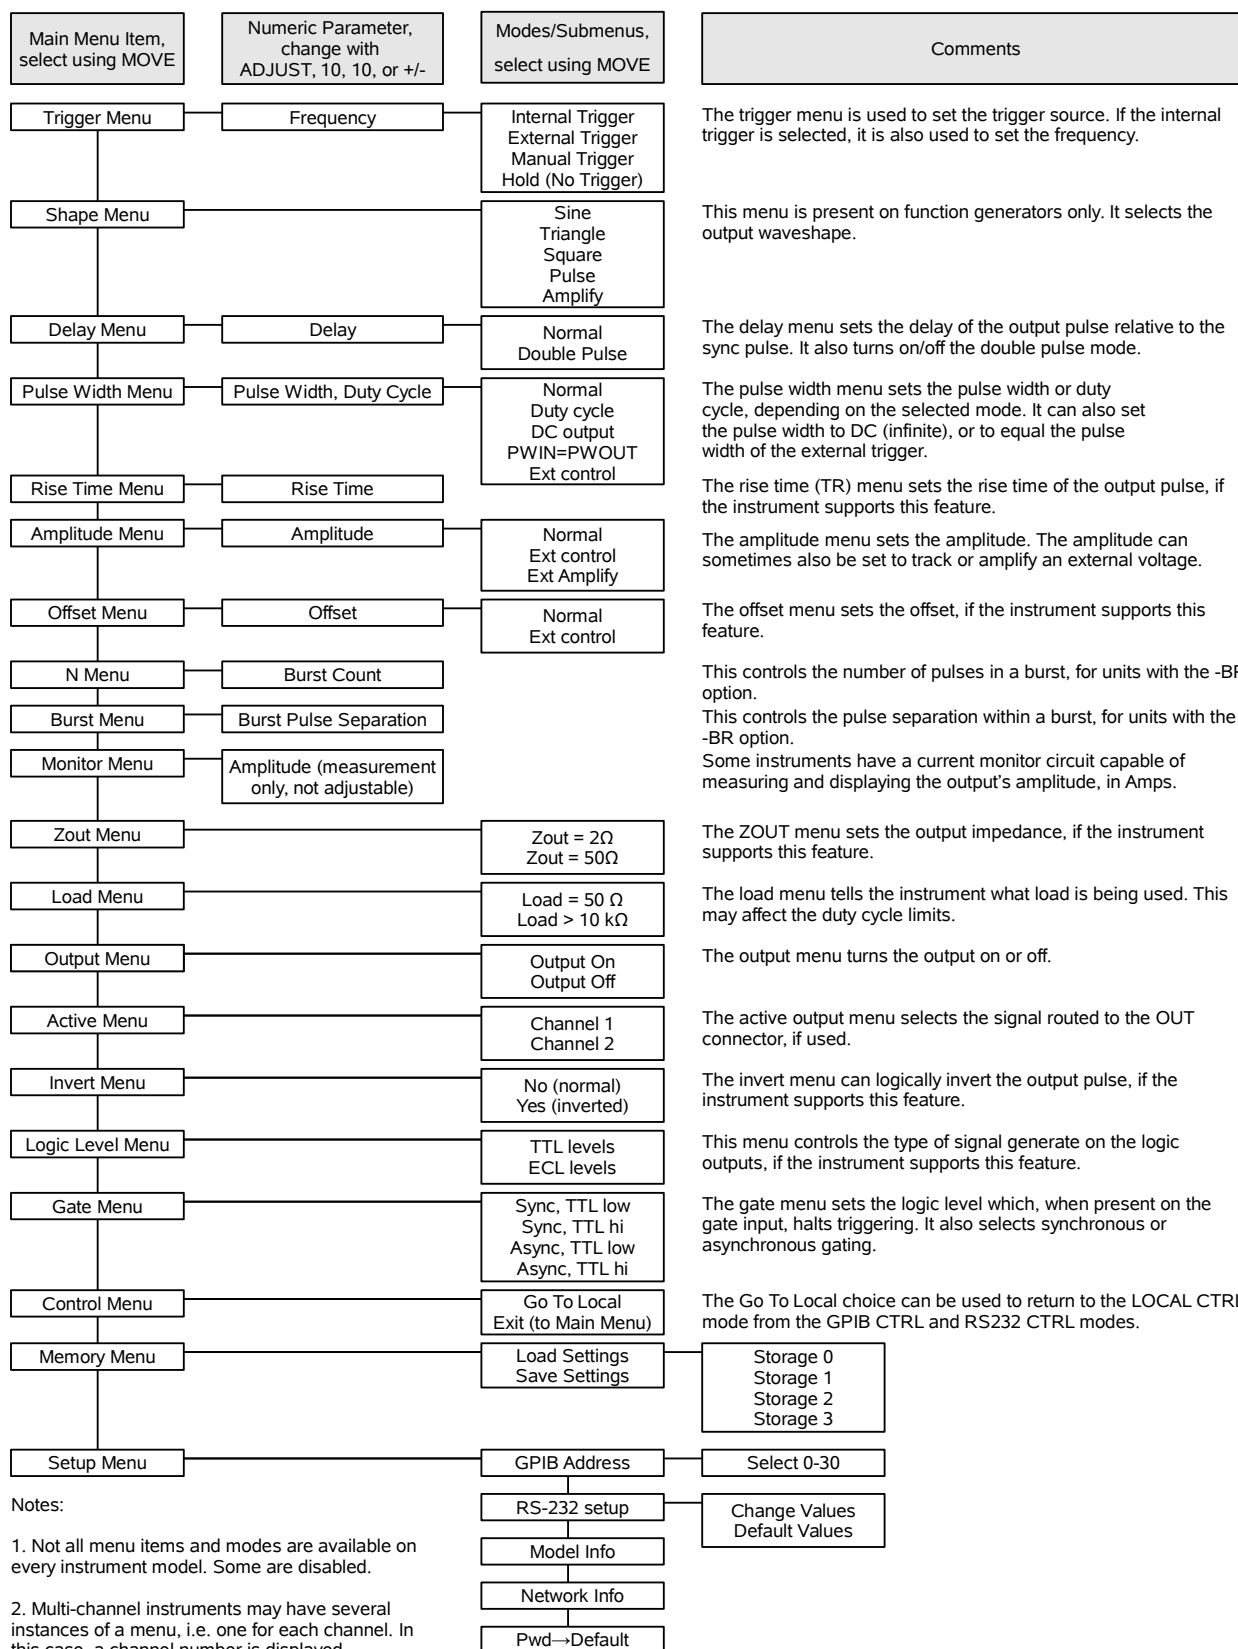 Main Menu Item,
select using MOVE
Numeric Parameter,
change with
ADJUST, 10, 10, or +/-
Modes/Submenus,
select using MOVE
Comments
Trigger Menu
Frequency
Internal Trigger
External Trigger
Manual Trigger
Hold (No Trigger)
The trigger menu is used to set the trigger source. If the internal
trigger is selected, it is also used to set the frequency.
Shape Menu
Sine
Triangle
Square
Pulse
Amplify
This menu is present on function generators only. It selects the
output waveshape.
Delay Menu
Delay
Normal
Double Pulse
The delay menu sets the delay of the output pulse relative to the
sync pulse. It also turns on/off the double pulse mode.
Pulse Width Menu
Pulse Width, Duty Cycle
Normal
Duty cycle
DC output
PWIN=PWOUT
Ext control
The pulse width menu sets the pulse width or duty
cycle, depending on the selected mode. It can also set
the pulse width to DC (infinite), or to equal the pulse
width of the external trigger.
Rise Time Menu
Rise Time
The rise time (TR) menu sets the rise time of the output pulse, if
the instrument supports this feature.
Amplitude Menu
Amplitude
Normal
Ext control
Ext Amplify
The amplitude menu sets the amplitude. The amplitude can
sometimes also be set to track or amplify an external voltage.
Offset Menu
Offset
Normal
Ext control
The offset menu sets the offset, if the instrument supports this
feature.
N Menu
Burst Count
This controls the number of pulses in a burst, for units with the -BR
option.
Burst Menu
Burst Pulse Separation
This controls the pulse separation within a burst, for units with the
-BR option.
Monitor Menu
Amplitude (measurement
only, not adjustable)
Some instruments have a current monitor circuit capable of
measuring and displaying the output's amplitude, in Amps.
Zout Menu
Zout = 2Ω
Zout = 50Ω
The ZOUT menu sets the output impedance, if the instrument
supports this feature.
Load Menu
Load = 50 Ω
Load > 10 kΩ
The load menu tells the instrument what load is being used. This
may affect the duty cycle limits.
Output Menu
Output On
Output Off
The output menu turns the output on or off.
Active Menu
Channel 1
Channel 2
The active output menu selects the signal routed to the OUT
connector, if used.
Invert Menu
No (normal)
Yes (inverted)
The invert menu can logically invert the output pulse, if the
instrument supports this feature.
Logic Level Menu
TTL levels
ECL levels
This menu controls the type of signal generate on the logic
outputs, if the instrument supports this feature.
Gate Menu
Sync, TTL low
Sync, TTL hi
Async, TTL low
Async, TTL hi
The gate menu sets the logic level which, when present on the
gate input, halts triggering. It also selects synchronous or
asynchronous gating.
Control Menu
Go To Local
Exit (to Main Menu)
The Go To Local choice can be used to return to the LOCAL CTRL
mode from the GPIB CTRL and RS232 CTRL modes.
Memory Menu
Load Settings
Save Settings
Storage 0
Storage 1
Storage 2
Storage 3
Setup Menu
GPIB Address
Select 0-30
RS-232 setup
Change Values
Default Values
Model Info
Network Info
Pwd→Default
Notes:
1. Not all menu items and modes are available on
every instrument model. Some are disabled.
2. Multi-channel instruments may have several
instances of a menu, i.e. one for each channel. In
this case, a channel number is displayed